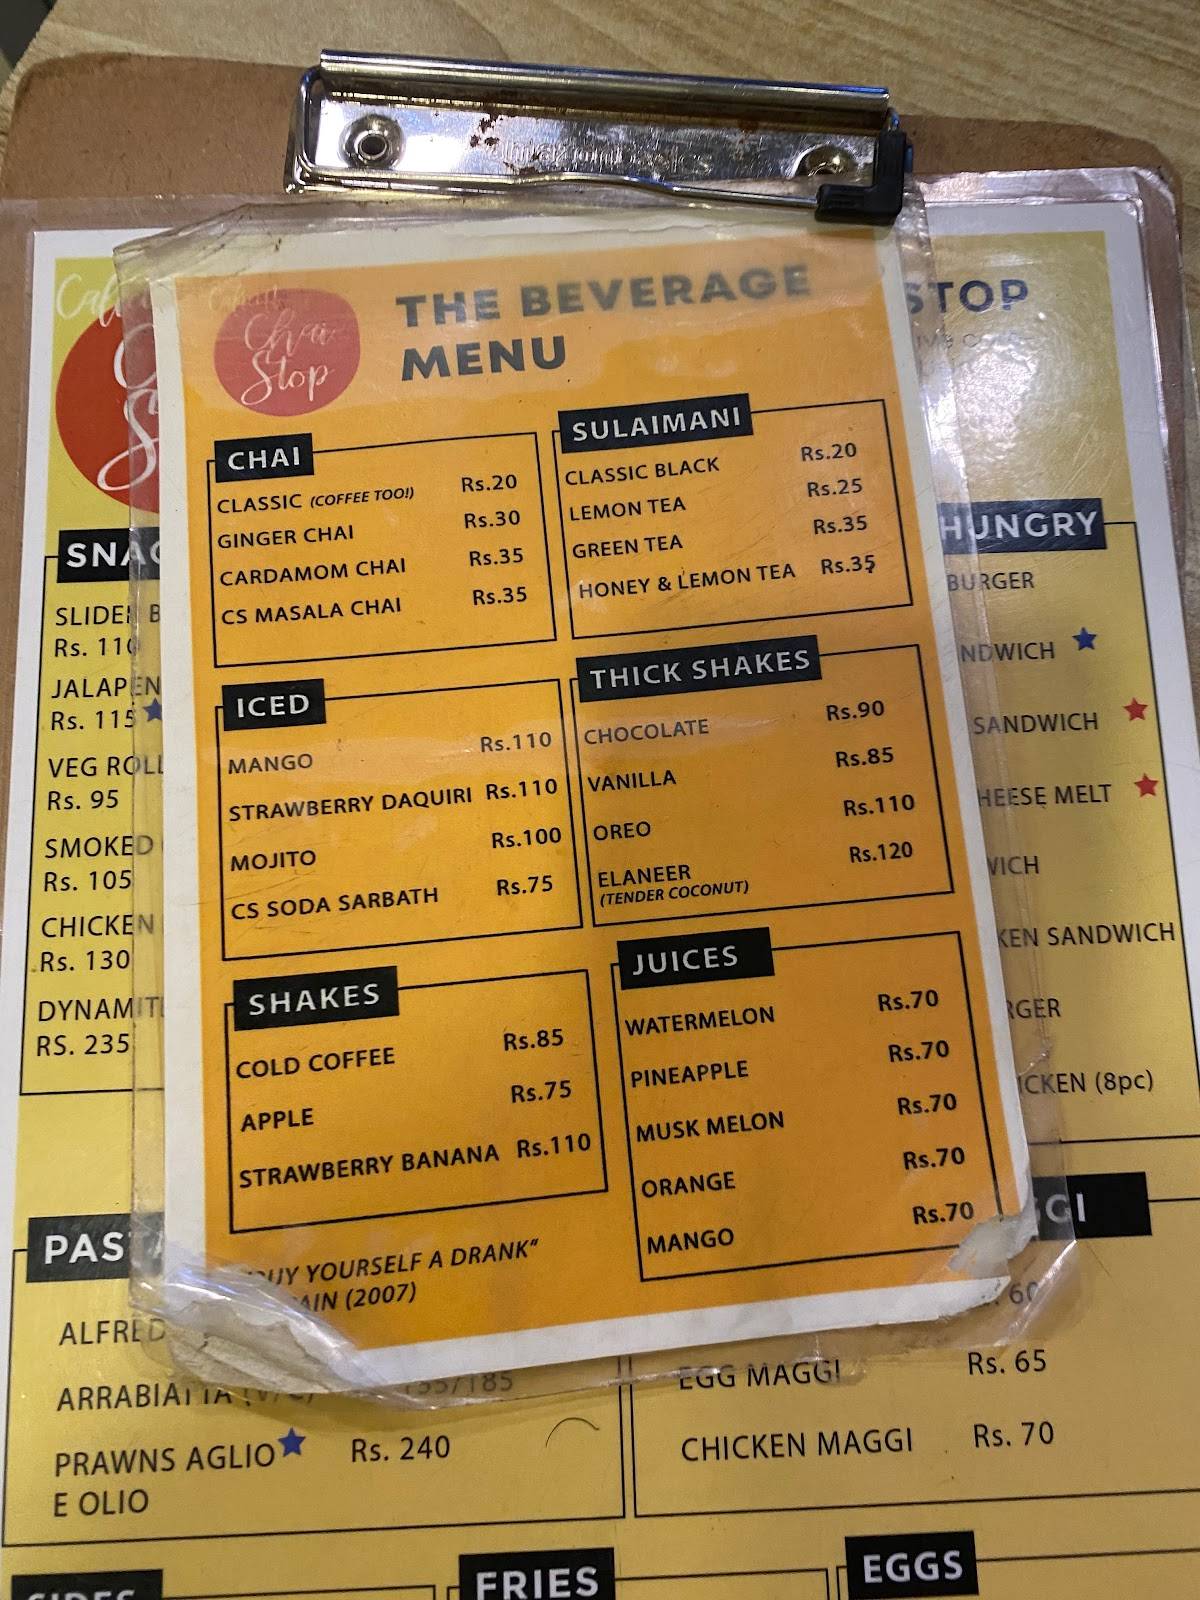 Chai
Stop
THE BEVERAGE
MENU
CHAI
CLASSIC (COFFEE TOO!) Rs.20
GINGER CHAI Rs.30
CARDAMOM CHAI Rs.35
CS MASALA CHAI Rs.35
SULAIMANI
CLASSIC BLACK Rs.20
LEMON TEA Rs.25
GREEN TEA Rs.35
HONEY & LEMON TEA Rs.35
ICED
MANGO Rs.110
STRAWBERRY DAQUIRI Rs.110
MOJITO Rs.100
CS SODA SARBATH Rs.75
THICK SHAKES
CHOCOLATE Rs.90
VANILLA Rs.85
OREO Rs.110
ELANEER Rs.120
(TENDER COCONUT)
SHAKES
COLD COFFEE Rs.85
APPLE Rs.75
STRAWBERRY BANANA Rs.110
JUICES
WATERMELON Rs.70
PINEAPPLE Rs.70
MUSK MELON Rs.70
ORANGE Rs.70
MANGO Rs.70
YOURSELF A DRANK"
(2007)
STOP
Rs. 110
Rs. 115
VEG ROLL
Rs. 95
SMOKED
Rs. 105
CHICKEN
Rs. 130
Rs. 235
HUNGRY
BURGER
SANDWICH
MELT
SANDWICH
(8pc)
ARRABIATTA
PRAWNS AGLIO Rs. 240
E OLIO
60
EGG MAGGI Rs. 65
CHICKEN MAGGI Rs. 70
FRIES
EGGS